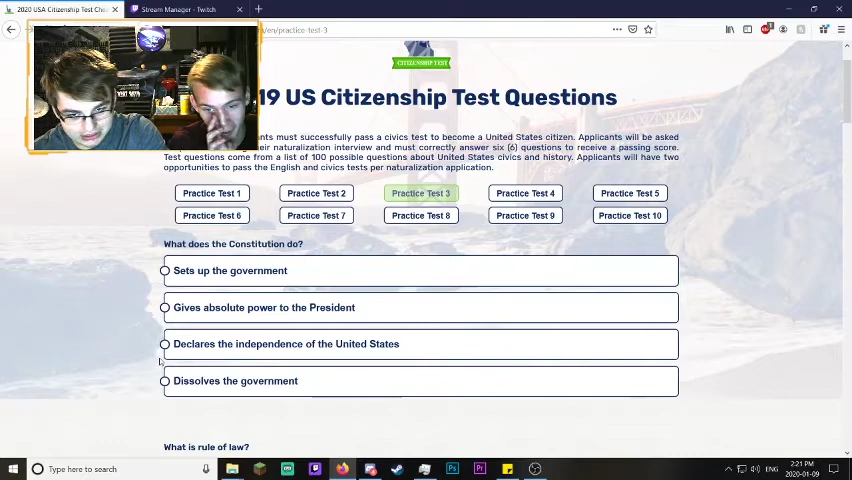 2020 USA Citizenship Test Cha
Stream Manager - Twitch
en/practice-test-3
CITIZENSHIP TEST
19 US Citizenship Test Questions
nts must successfully pass a civics test to become a United States citizen. Applicants will be asked
heir naturalization interview and must correctly answer six (6) questions to receive a passing score.
Test questions come from a list of 100 possible questions about United States civics and history. Applicants will have two
opportunities to pass the English and civics tests per naturalization application.
Practice Test 1 Practice Test 2 Practice Test 3 Practice Test 4 Practice Test 5
Practice Test 6 Practice Test 7 Practice Test 8 Practice Test 9 Practice Test 10
What does the Constitution do?
Sets up the government
Gives absolute power to the President
Declares the independence of the United States
Dissolves the government
What is rule of law?
Type here to search
Ps
Pr
ENG
2:21 PM
2020-01-09